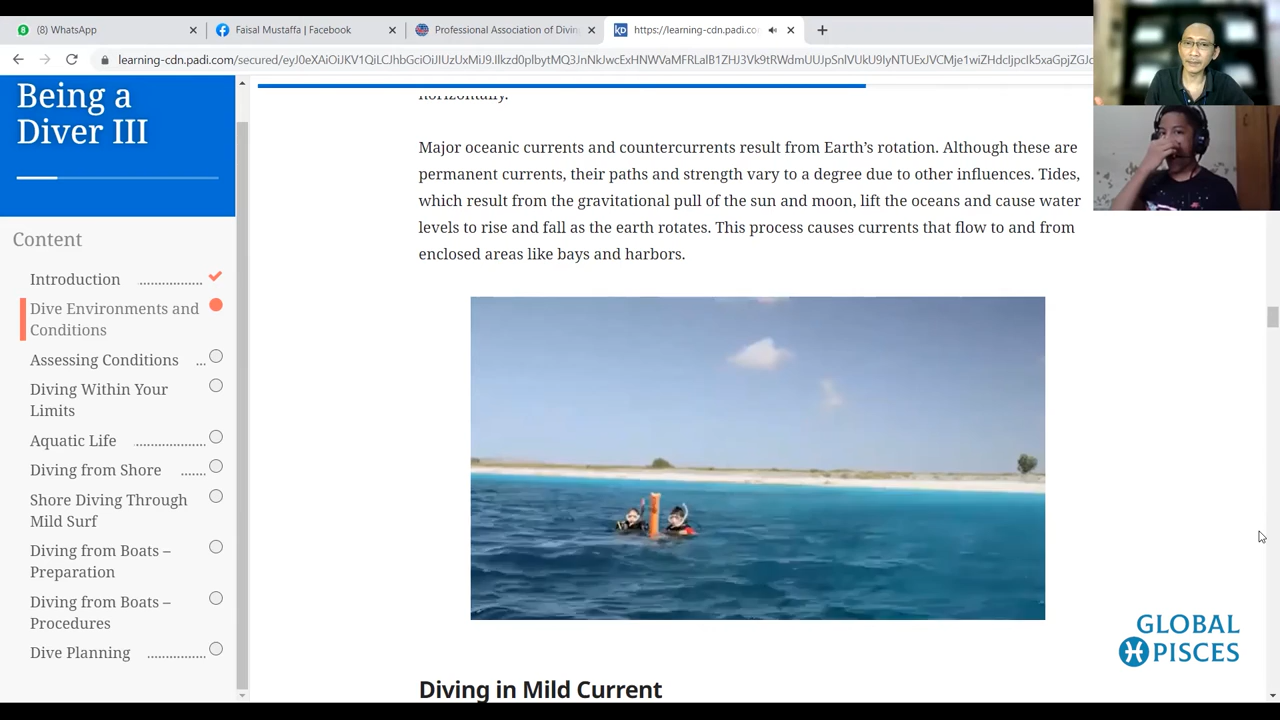 (8) WhatsApp
Faisal Mustaffa | Facebook
Professional Association of Divin
https://learning-cdn.padi.co
Being a
Diver III
Content
Introduction
Dive Environments and
Conditions
Assessing Conditions
Diving Within Your
Limits
Aquatic Life
Diving from Shore
Shore Diving Through
Mild Surf
Diving from Boats –
Preparation
Diving from Boats –
Procedures
Dive Planning
horizontally.
Major oceanic currents and countercurrents result from Earth's rotation. Although these are
permanent currents, their paths and strength vary to a degree due to other influences. Tides,
which result from the gravitational pull of the sun and moon, lift the oceans and cause water
levels to rise and fall as the earth rotates. This process causes currents that flow to and from
enclosed areas like bays and harbors.
Diving in Mild Current
GLOBAL
PISCES